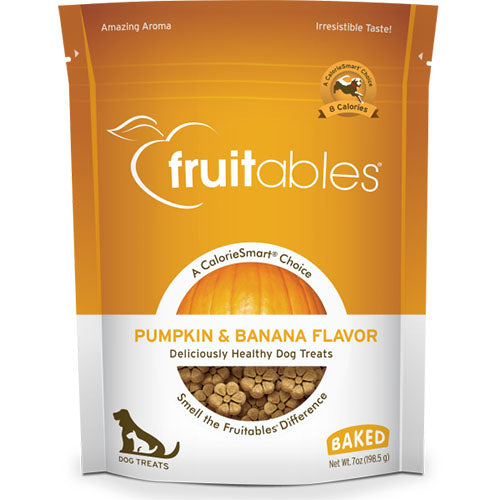 Amazing Aroma
Irresistible Taste!
A CalorieSmart® Choice
8 Calories
fruitables®
A CalorieSmart® Choice
PUMPKIN & BANANA FLAVOR
Deliciously Healthy Dog Treats
Smell the Fruitables® Difference
DOG TREATS
BAKED
Net Wt. 7oz (198.5 g)